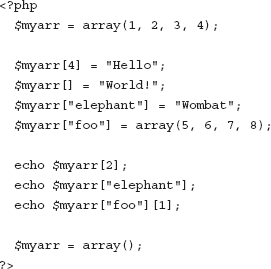 <?php
  $myarr = array(1, 2, 3, 4);

  $myarr[4] = "Hello";
  $myarr[] = "World!";
  $myarr["elephant"] = "Wombat";
  $myarr["foo"] = array(5, 6, 7, 8);

  echo $myarr[2];
  echo $myarr["elephant"];
  echo $myarr["foo"][1];

  $myarr = array();
?>